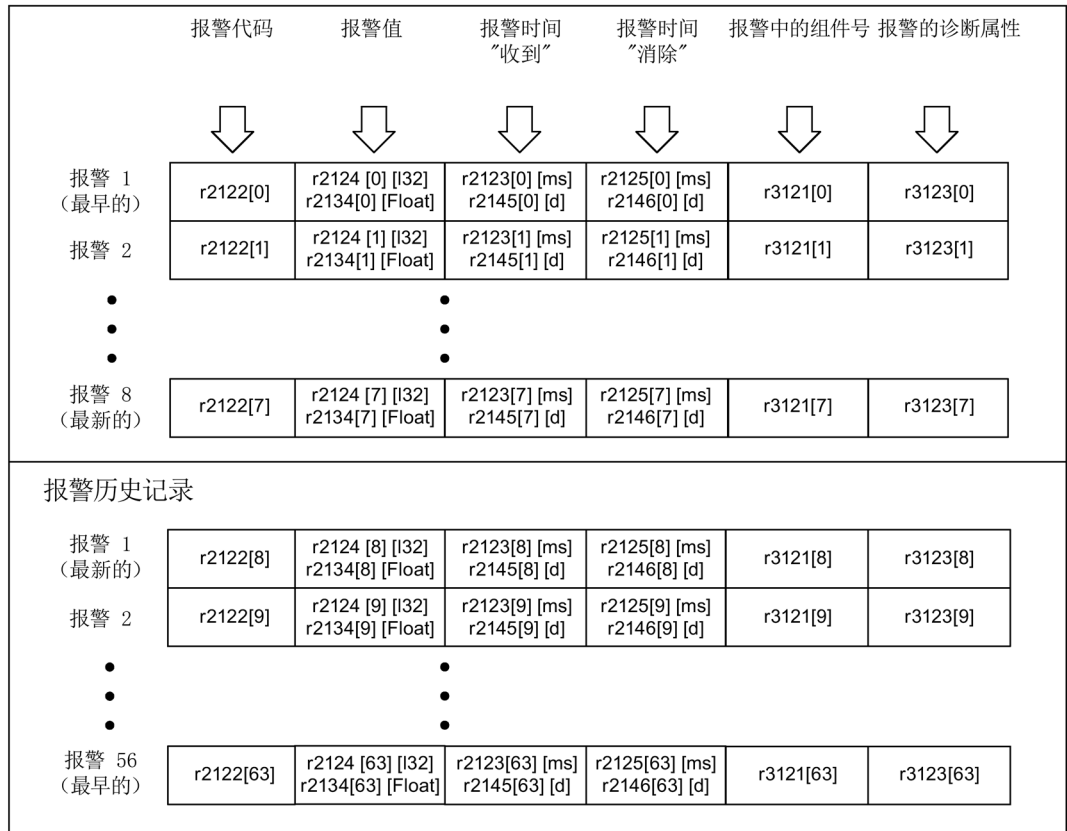 报警代码 报警值 报警时间 报警时间 报警中的组件号 报警的诊断属性
"收到" "消除"
报警 1
(最早的)
r2122[0]
r2124 [0] [I32]
r2134[0] [Float]
r2123[0] [ms]
r2145[0] [d]
r2125[0] [ms]
r2146[0] [d]
r3121[0]
r3123[0]
报警 2
r2122[1]
r2124 [1] [I32]
r2134[1] [Float]
r2123[1] [ms]
r2145[1] [d]
r2125[1] [ms]
r2146[1] [d]
r3121[1]
r3123[1]
报警 8
(最新的)
r2122[7]
r2124 [7] [I32]
r2134[7] [Float]
r2123[7] [ms]
r2145[7] [d]
r2125[7] [ms]
r2146[7] [d]
r3121[7]
r3123[7]
报警历史记录
报警 1
(最新的)
r2122[8]
r2124 [8] [I32]
r2134[8] [Float]
r2123[8] [ms]
r2145[8] [d]
r2125[8] [ms]
r2146[8] [d]
r3121[8]
r3123[8]
报警 2
r2122[9]
r2124 [9] [I32]
r2134[9] [Float]
r2123[9] [ms]
r2145[9] [d]
r2125[9] [ms]
r2146[9] [d]
r3121[9]
r3123[9]
报警 56
(最早的)
r2122[63]
r2124 [63] [I32]
r2134[63] [Float]
r2123[63] [ms]
r2145[63] [d]
r2125[63] [ms]
r2146[63] [d]
r3121[63]
r3123[63]